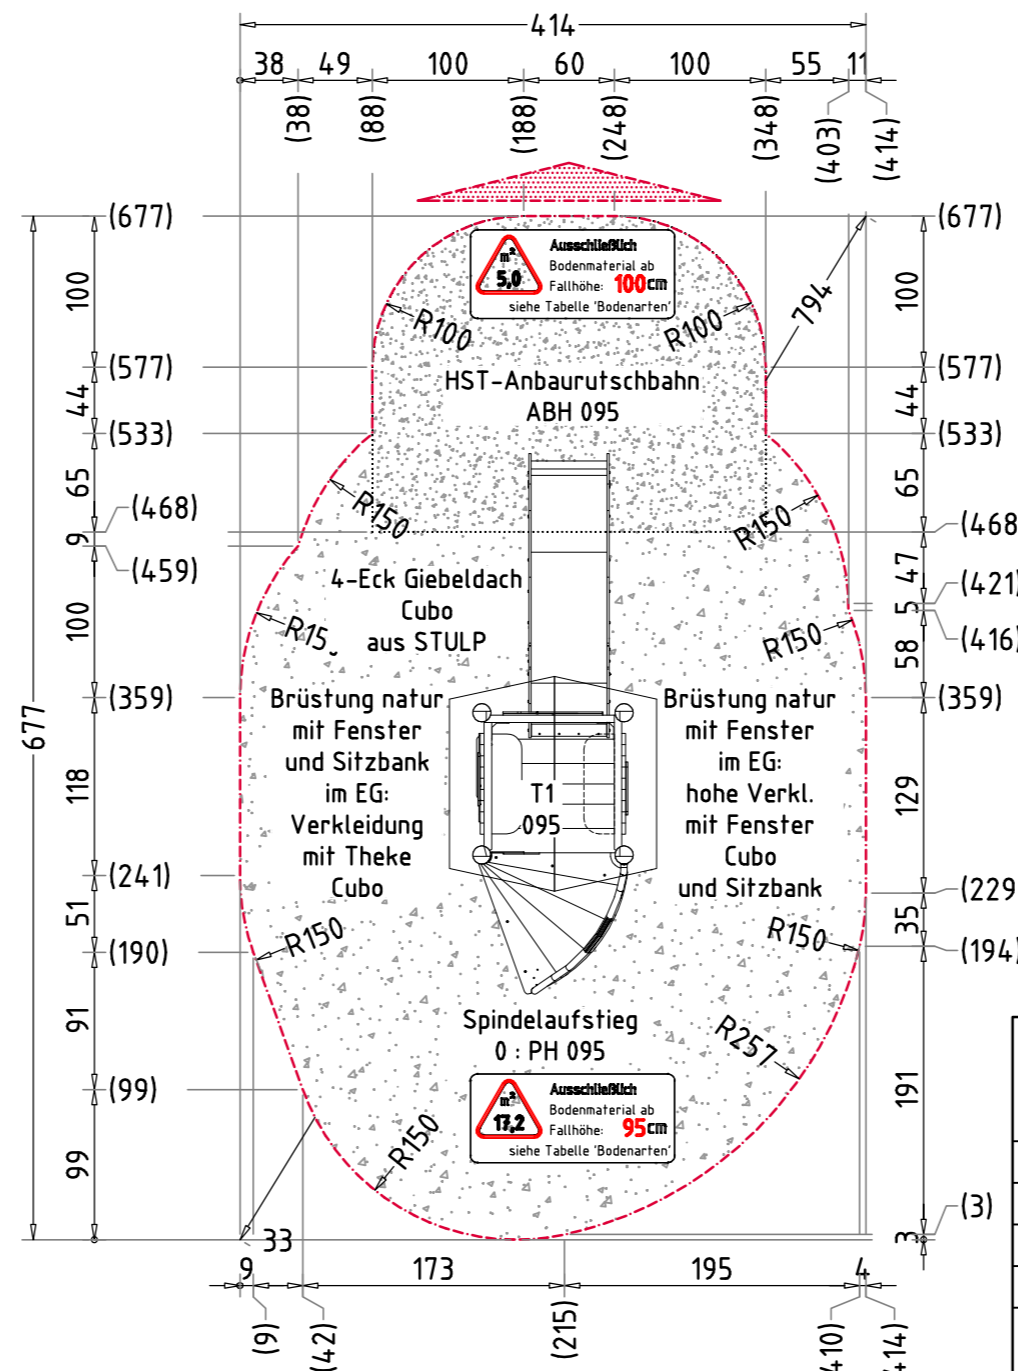 414
38 49 100 60 100 55 11
(38) (88) (188) (248) (348) (403) (414)
(677) (677)
m² Ausschließlich
5,0 Bodenmaterial ab
Fallhöhe: 100cm
siehe Tabelle 'Bodenarten'
100 100
794
R100 R100
(577) (577)
HST-Anbaurutschbahn
ABH 095
44 44
(533) (533)
65 65
R150 R150
(468) (468
9
(459)
47
4-Eck Giebeldach
Cubo
aus STULP
(421)
5
(416)
100
R15
R150
58
(359) (359)
677
Brüstung natur
mit Fenster
und Sitzbank
im EG:
Verkleidung
mit Theke
Cubo
T1
095
Brüstung natur
mit Fenster
im EG:
hohe Verkl.
mit Fenster
Cubo
und Sitzbank
118 129
(241) (229
51 35
R150 R150
(190) (194)
Spindelaufstieg
0 : PH 095
91
R257
191
(99)
m² Ausschließlich
17,2 Bodenmaterial ab
Fallhöhe: 95cm
siehe Tabelle 'Bodenarten'
99
R150
(3)
3
33
9 173 195 4
(9) (42) (215) 410) 414)